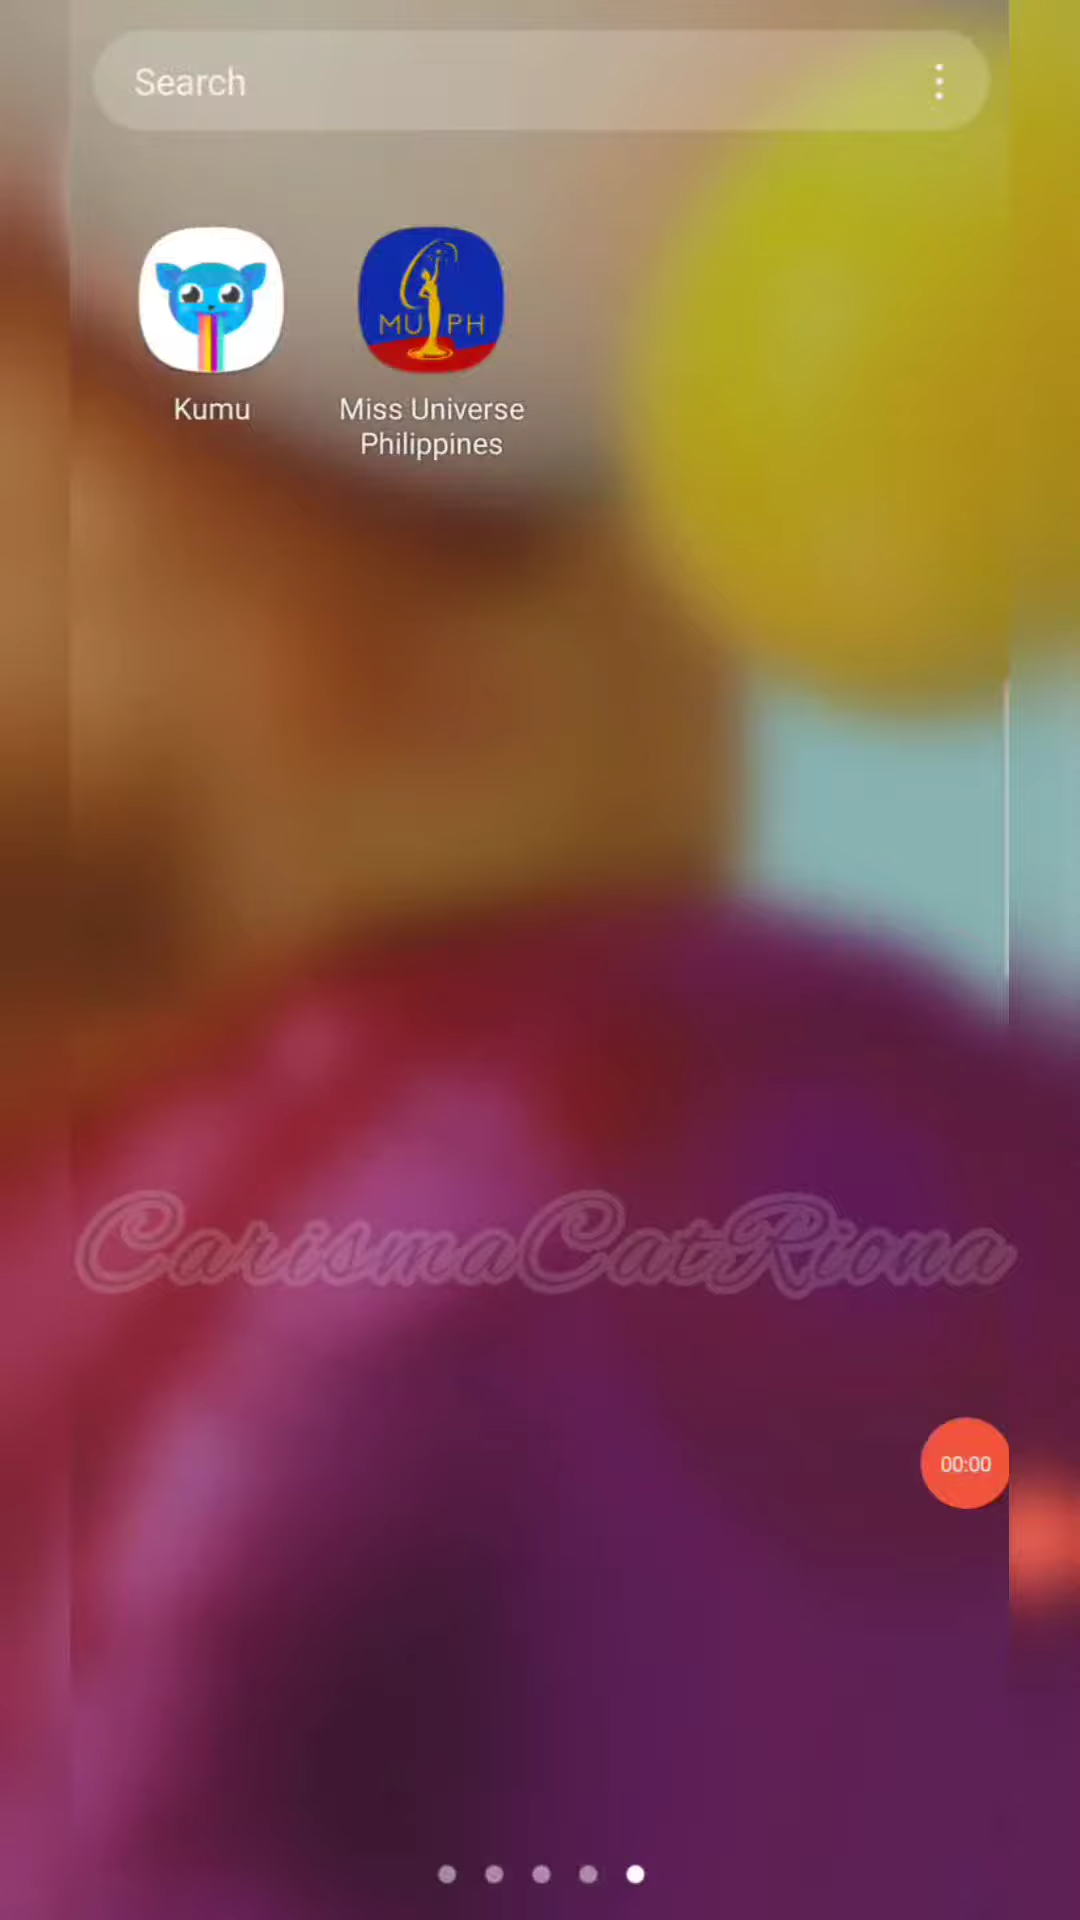 Search
MU PH
Kumu
Miss Universe
Philippines
CarismaCatRiona
00:00